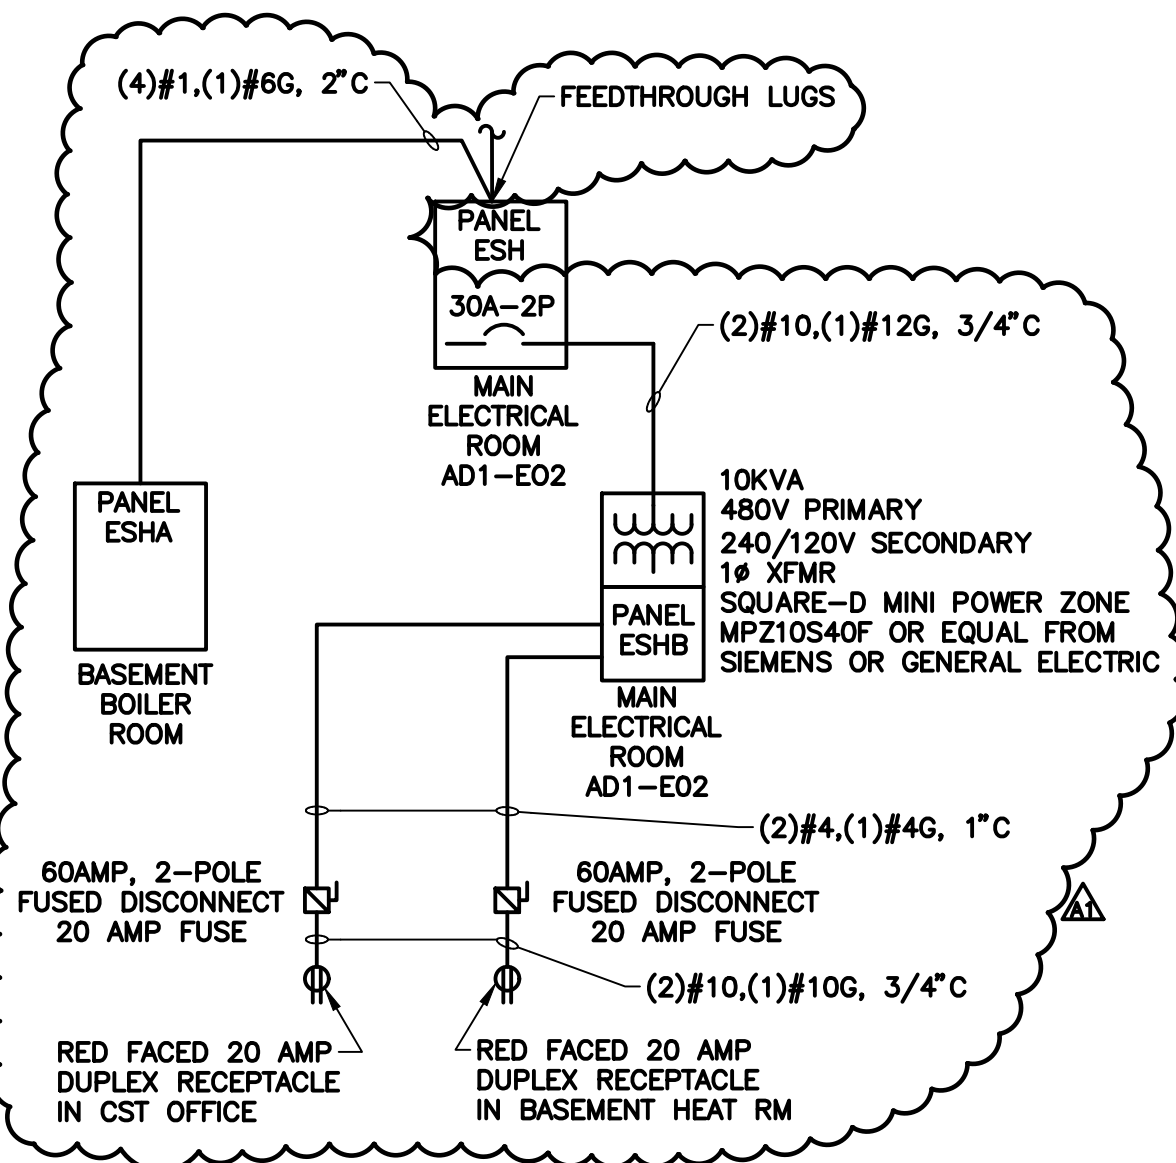 (4)#1,(1)#6G, 2"C
FEEDTHROUGH LUGS
PANEL
ESH
30A-2P
MAIN
ELECTRICAL
ROOM
AD1-E02
(2)#10,(1)#12G, 3/4"C
PANEL
ESHA
BASEMENT
BOILER
ROOM
10KVA
480V PRIMARY
240/120V SECONDARY
1ø XFMR
SQUARE-D MINI POWER ZONE
MPZ10S40F OR EQUAL FROM
SIEMENS OR GENERAL ELECTRIC
PANEL
ESHB
MAIN
ELECTRICAL
ROOM
AD1-E02
(2)#4,(1)#4G, 1"C
60AMP, 2-POLE
FUSED DISCONNECT
20 AMP FUSE
60AMP, 2-POLE
FUSED DISCONNECT
20 AMP FUSE
A1
(2)#10,(1)#10G, 3/4"C
RED FACED 20 AMP
DUPLEX RECEPTACLE
IN CST OFFICE
RED FACED 20 AMP
DUPLEX RECEPTACLE
IN BASEMENT HEAT RM